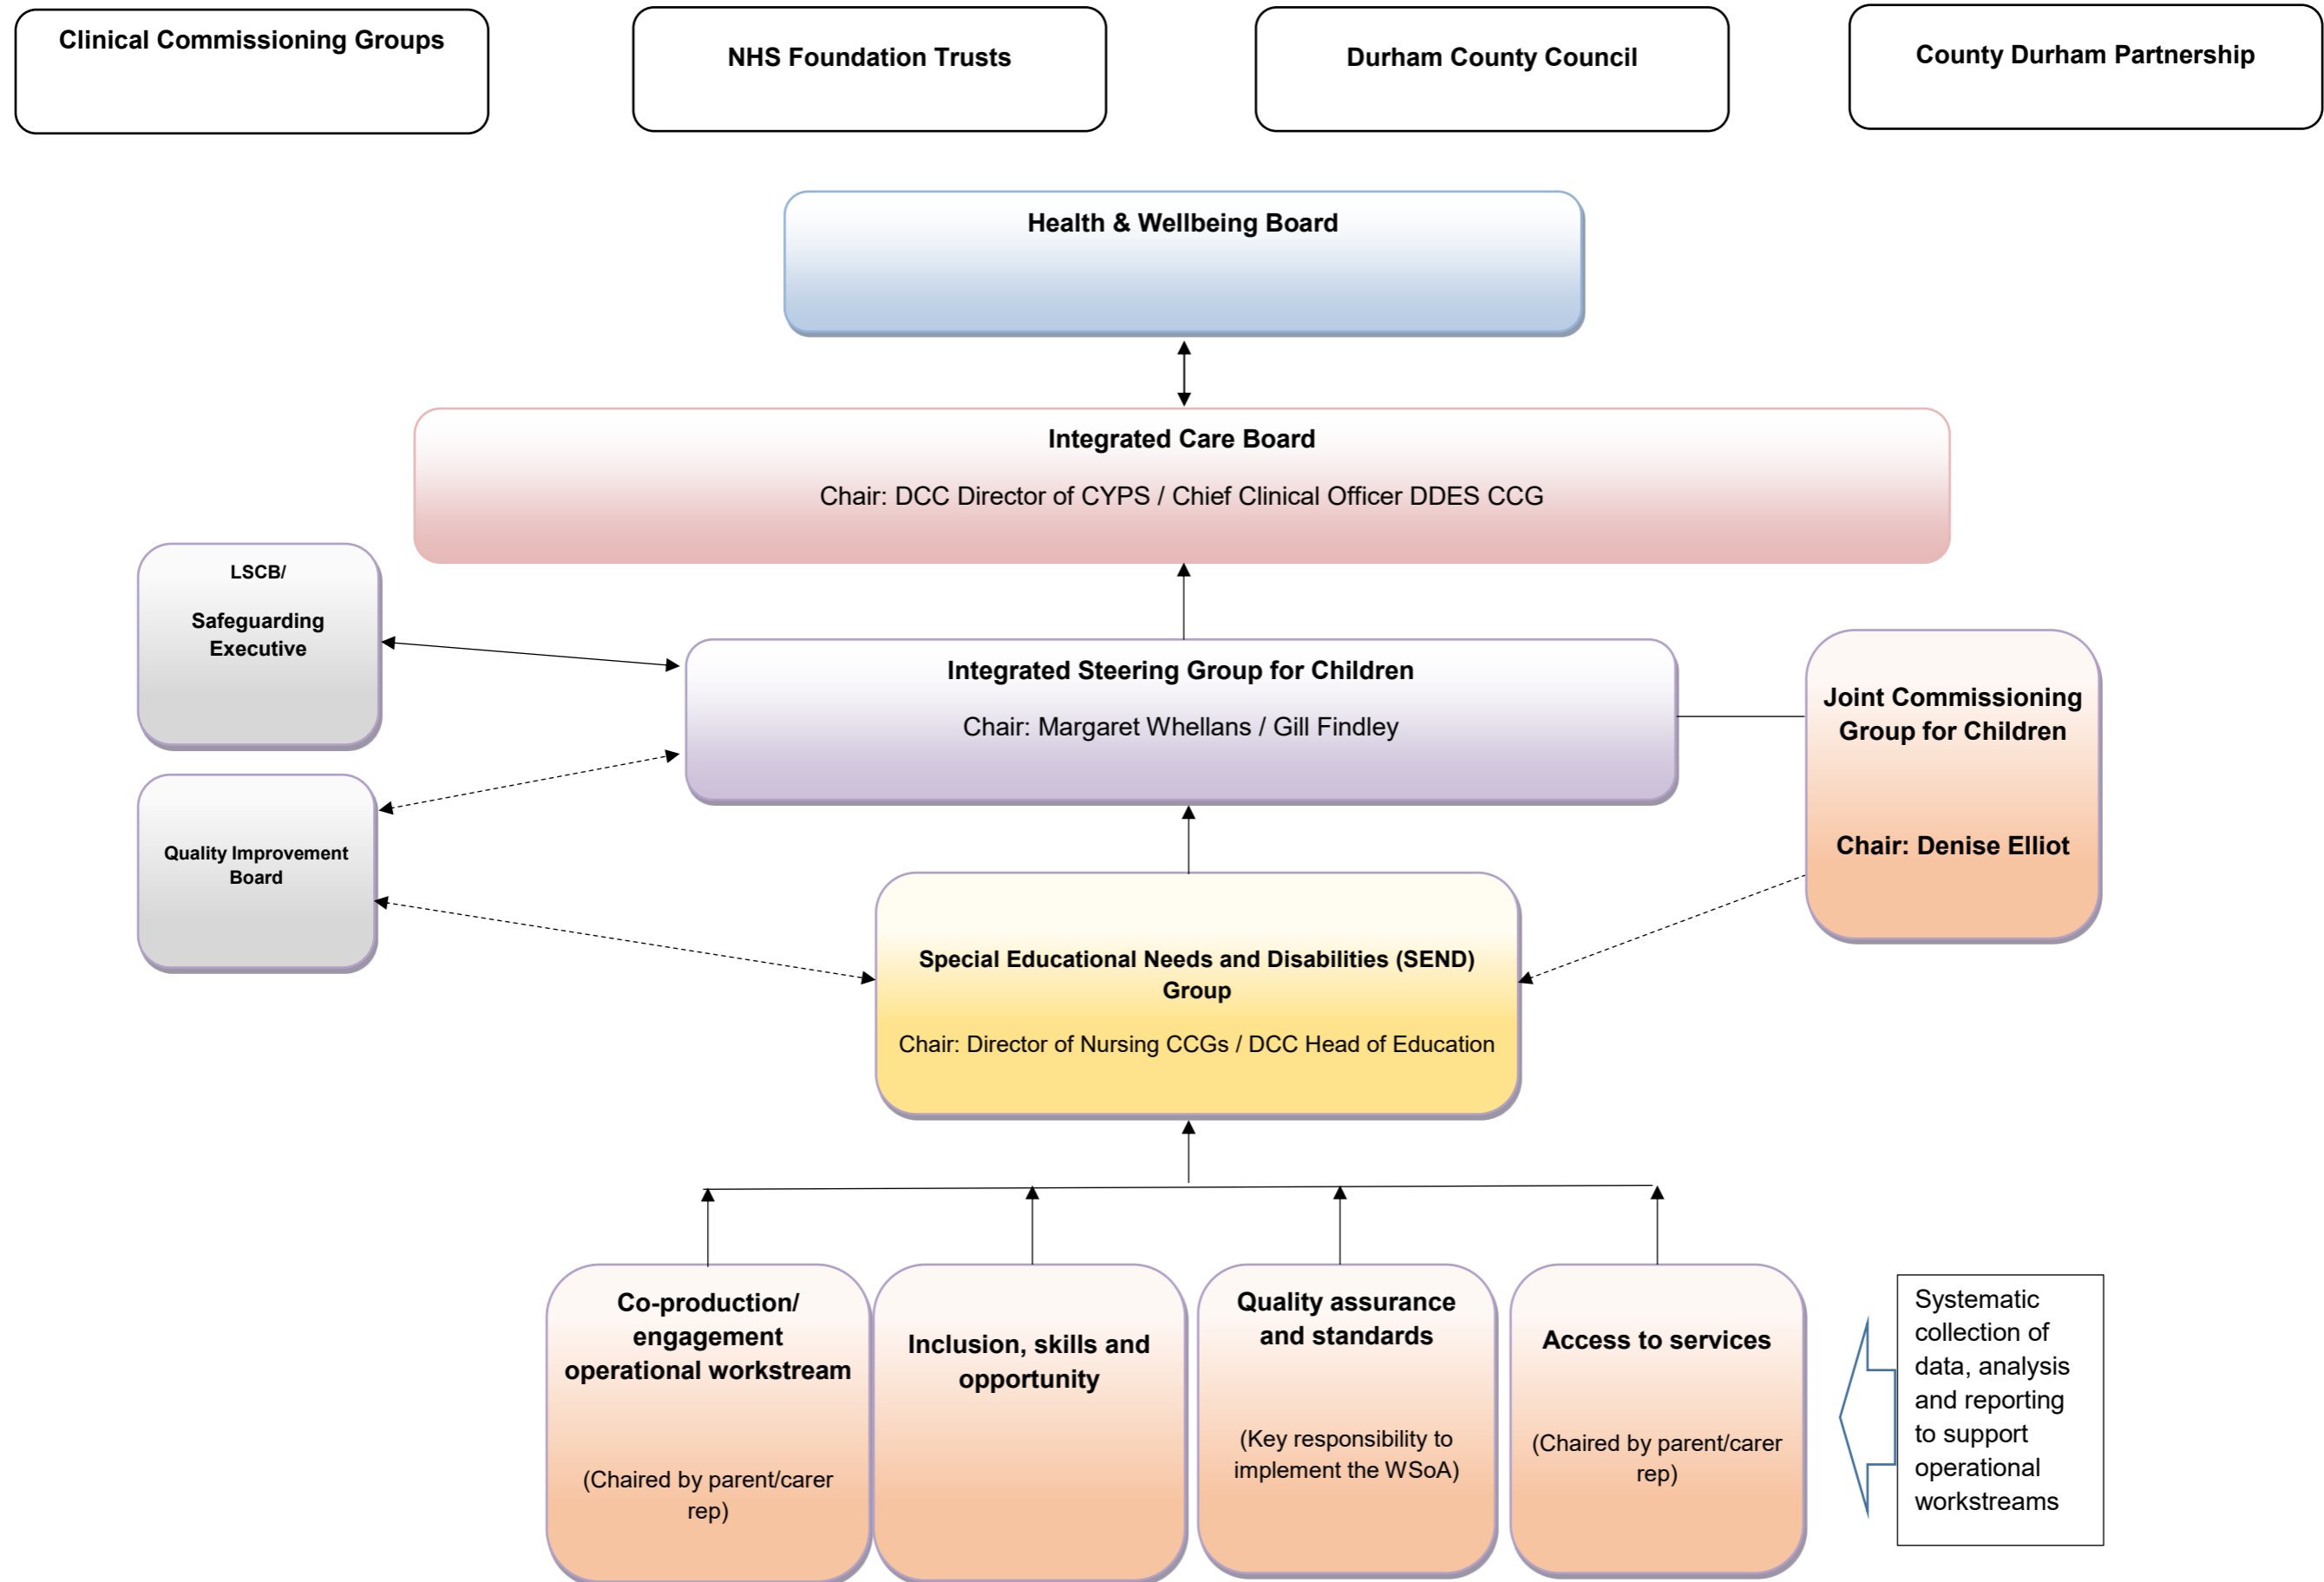 Clinical Commissioning Groups
NHS Foundation Trusts
Durham County Council
County Durham Partnership
Health & Wellbeing Board
Integrated Care Board
Chair: DCC Director of CYPS / Chief Clinical Officer DDES CCG
LSCB/
Safeguarding
Executive
Integrated Steering Group for Children
Chair: Margaret Whellans / Gill Findley
Joint Commissioning
Group for Children
Chair: Denise Elliot
Quality Improvement
Board
Special Educational Needs and Disabilities (SEND)
Group
Chair: Director of Nursing CCGs / DCC Head of Education
Co-production/
engagement
operational workstream
(Chaired by parent/carer
rep)
Inclusion, skills and
opportunity
Quality assurance
and standards
(Key responsibility to
implement the WSoA)
Access to services
(Chaired by parent/carer
rep)
Systematic
collection of
data, analysis
and reporting
to support
operational
workstreams